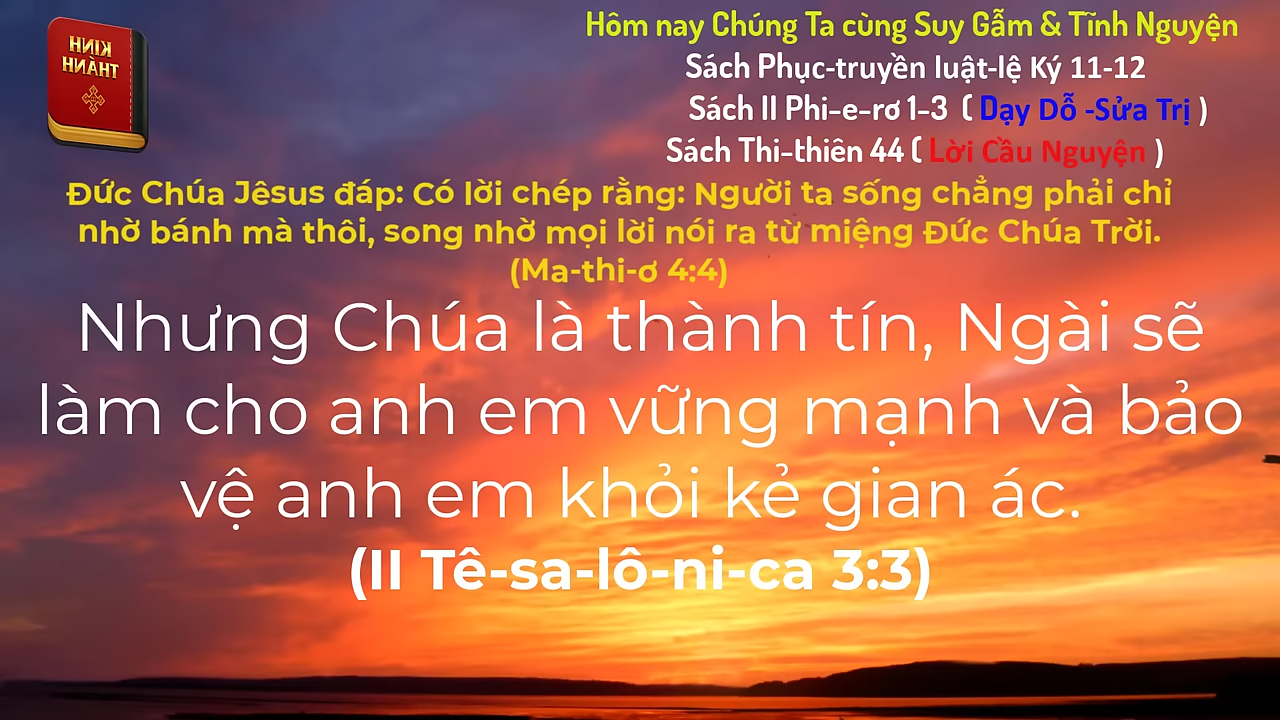 KINH
THÁNH
Hôm nay Chúng Ta cùng Suy Gẫm & Tĩnh Nguyện
Sách Phục-truyền luật-lệ Ký 11-12
Sách II Phi-e-rơ 1-3 ( Dạy Dỗ -Sửa Trị )
Sách Thi-thiên 44 ( Lời Cầu Nguyện )
Đức Chúa Jêsus đáp: Có lời chép rằng: Người ta sống chẳng phải chỉ
nhờ bánh mà thôi, song nhờ mọi lời nói ra từ miệng Đức Chúa Trời.
(Ma-thi-ơ 4:4)
Nhưng Chúa là thành tín, Ngài sẽ
làm cho anh em vững mạnh và bảo
vệ anh em khỏi kẻ gian ác.
(II Tê-sa-lô-ni-ca 3:3)